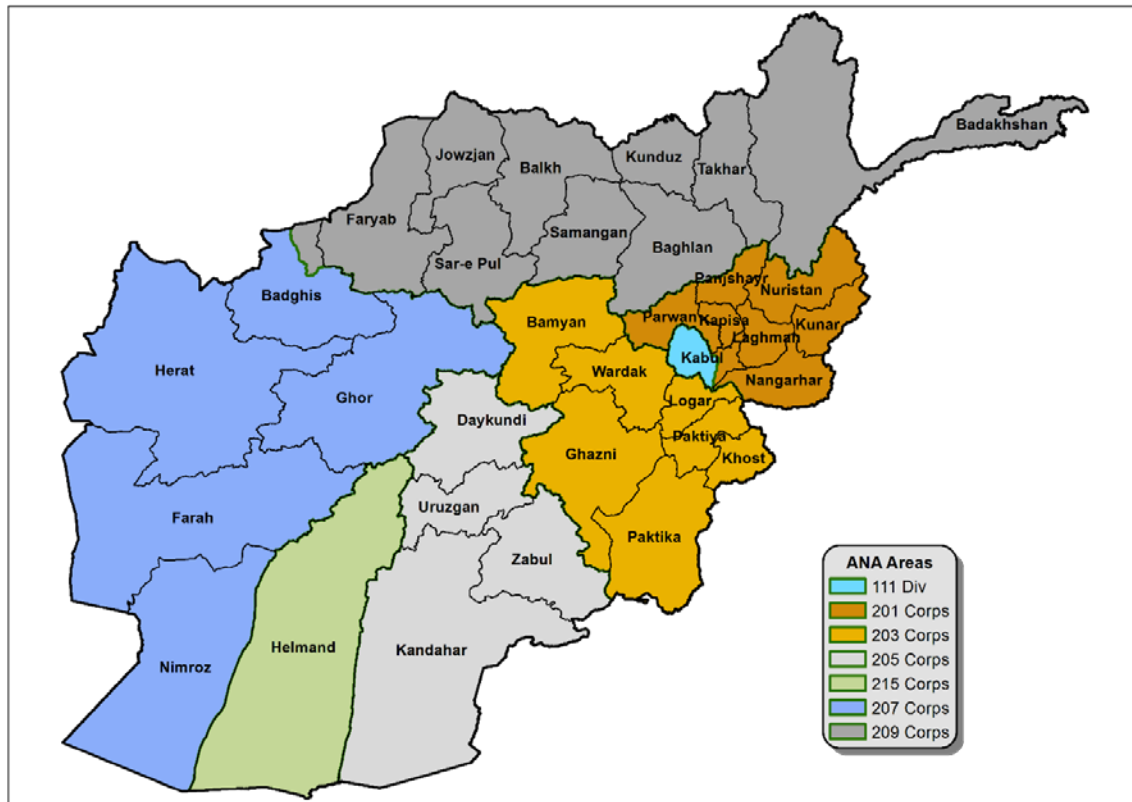 Badakhshan
Jowzjan
Balkh
Kunduz
Takhar
Faryab
Samangan
Baghlan
Sar-e Pul
Panjshayr
Nuristan
Badghis
Parwan
Kapisa
Kunar
Bamyan
Laghmah
Kabul
Herat
Wardak
Nangarhar
Ghor
Logar
Daykundi
Paktiya
Ghazni
Khost
Uruzgan
Farah
Paktika
Zabul
Helmand
Kandahar
Nimroz
ANA Areas
111 Div
201 Corps
203 Corps
205 Corps
215 Corps
207 Corps
209 Corps